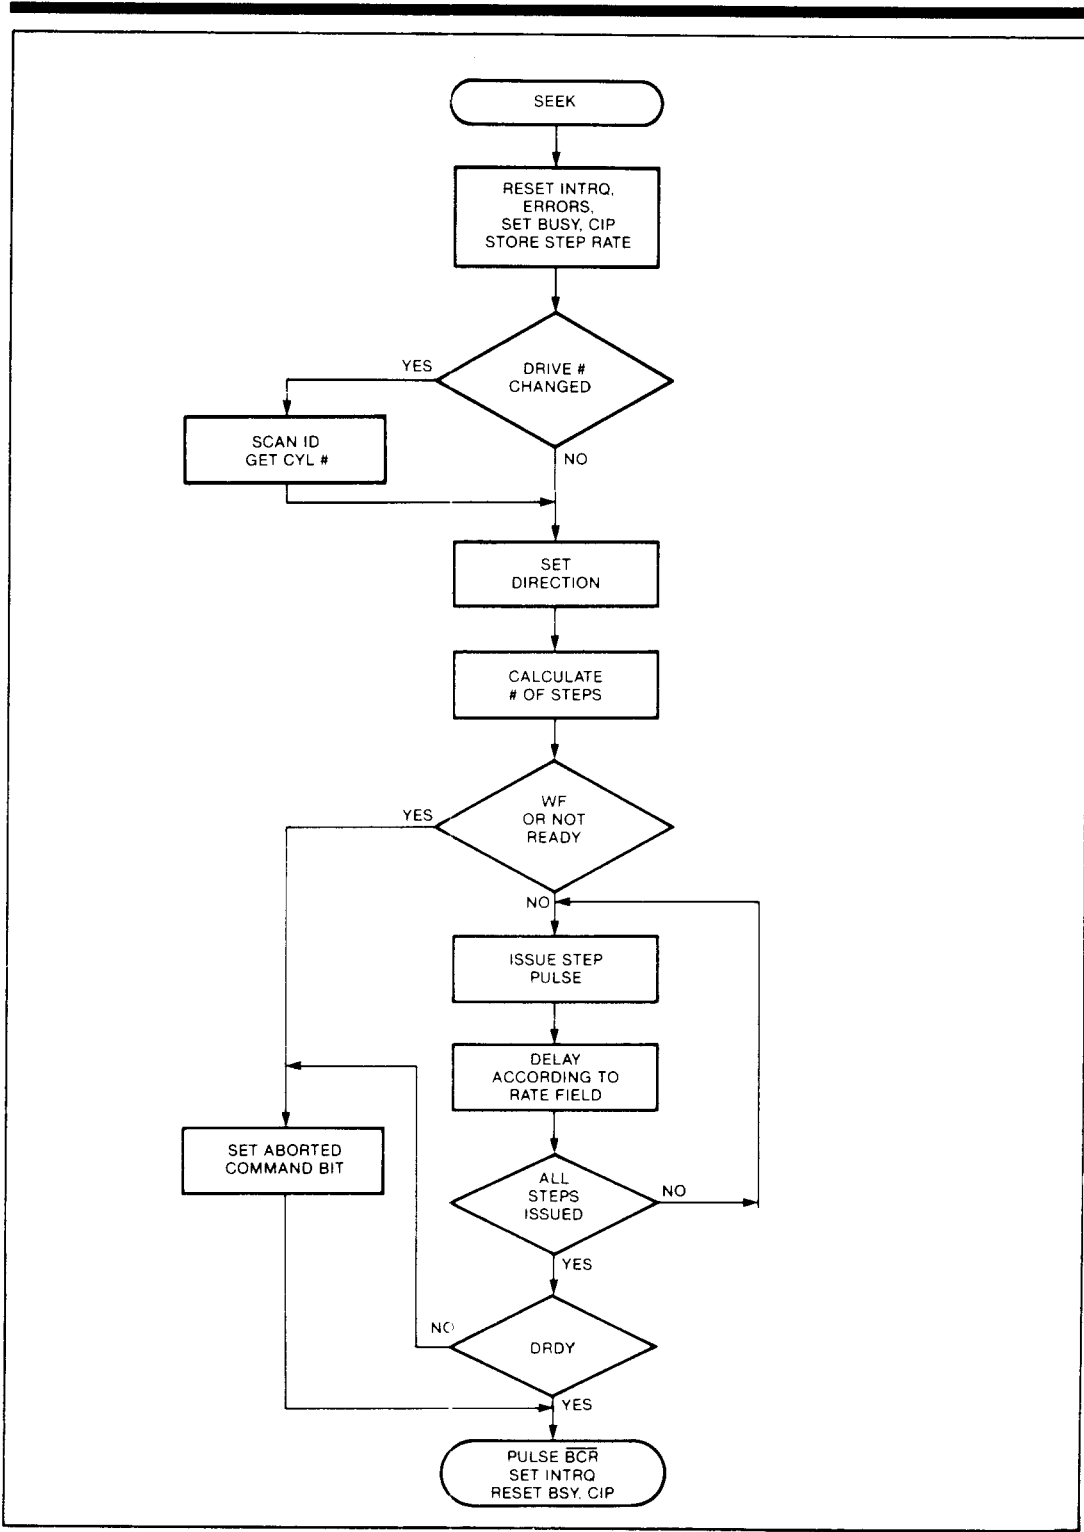 SEEK
RESET INTRQ,
ERRORS,
SET BUSY, CIP
STORE STEP RATE
YES
DRIVE #
CHANGED
SCAN ID
GET CYL #
NO
SET
DIRECTION
CALCULATE
# OF STEPS
YES
WF
OR NOT
READY
NO
ISSUE STEP
PULSE
DELAY
ACCORDING TO
RATE FIELD
SET ABORTED
COMMAND BIT
ALL
STEPS
ISSUED
NO
YES
NO
DRDY
YES
PULSE B̅C̅R̅
SET INTRQ
RESET BSY, CIP